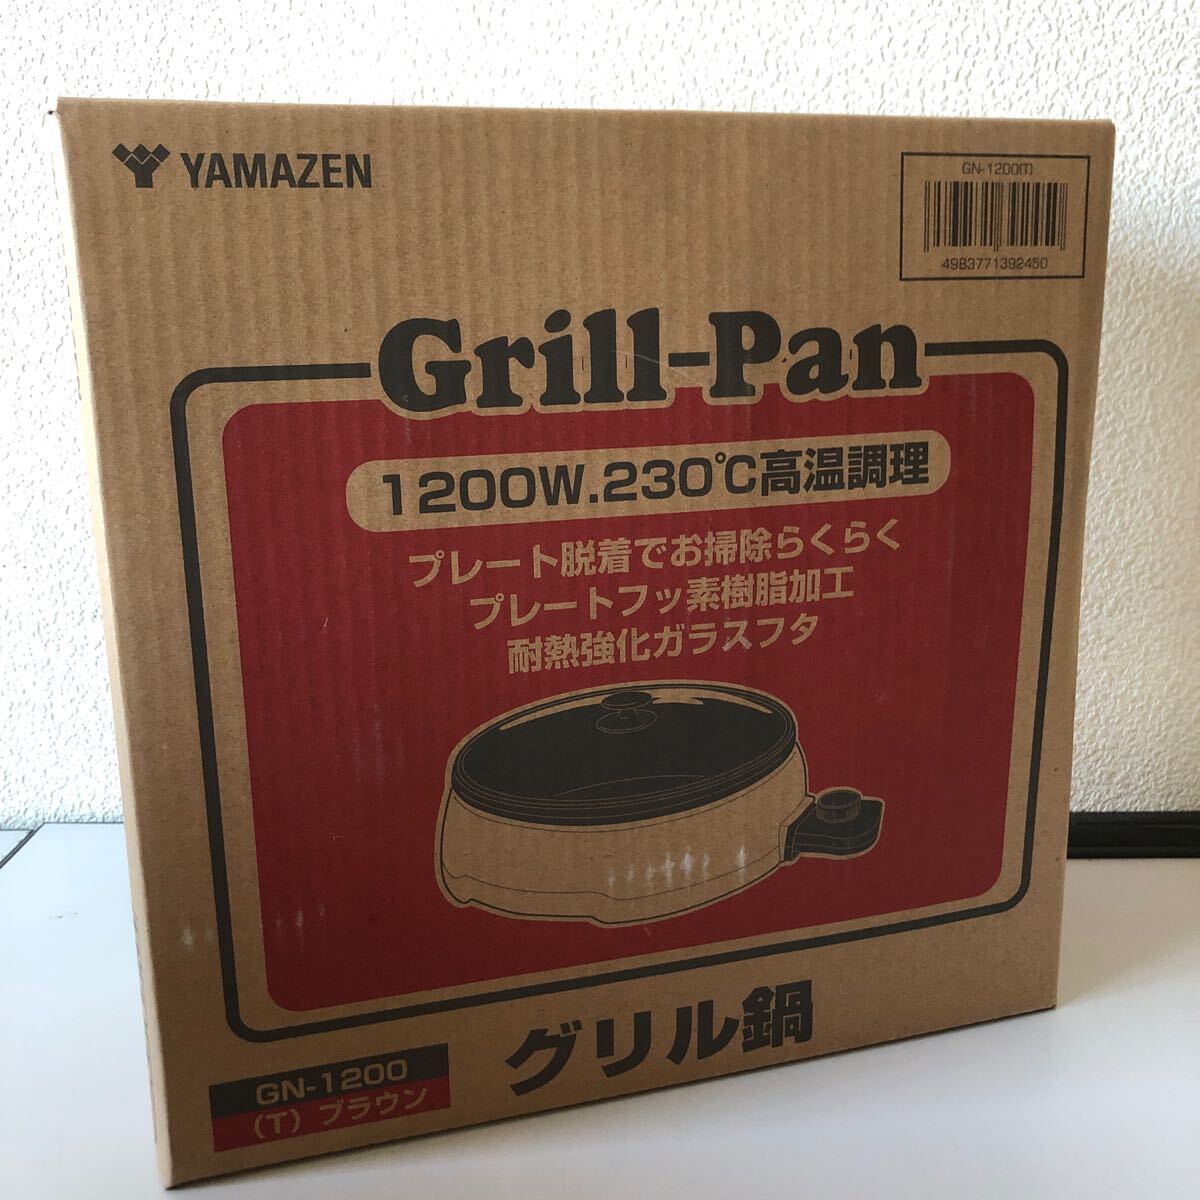 YAMAZEN
GN-1200(T)
4983771392450
Grill-Pan
1200W.230℃高温調理
プレート脱着でお掃除らくらく
プレートフッ素樹脂加工
耐熱強化ガラスフタ
グリル鍋
GN-1200
(T) ブラウン